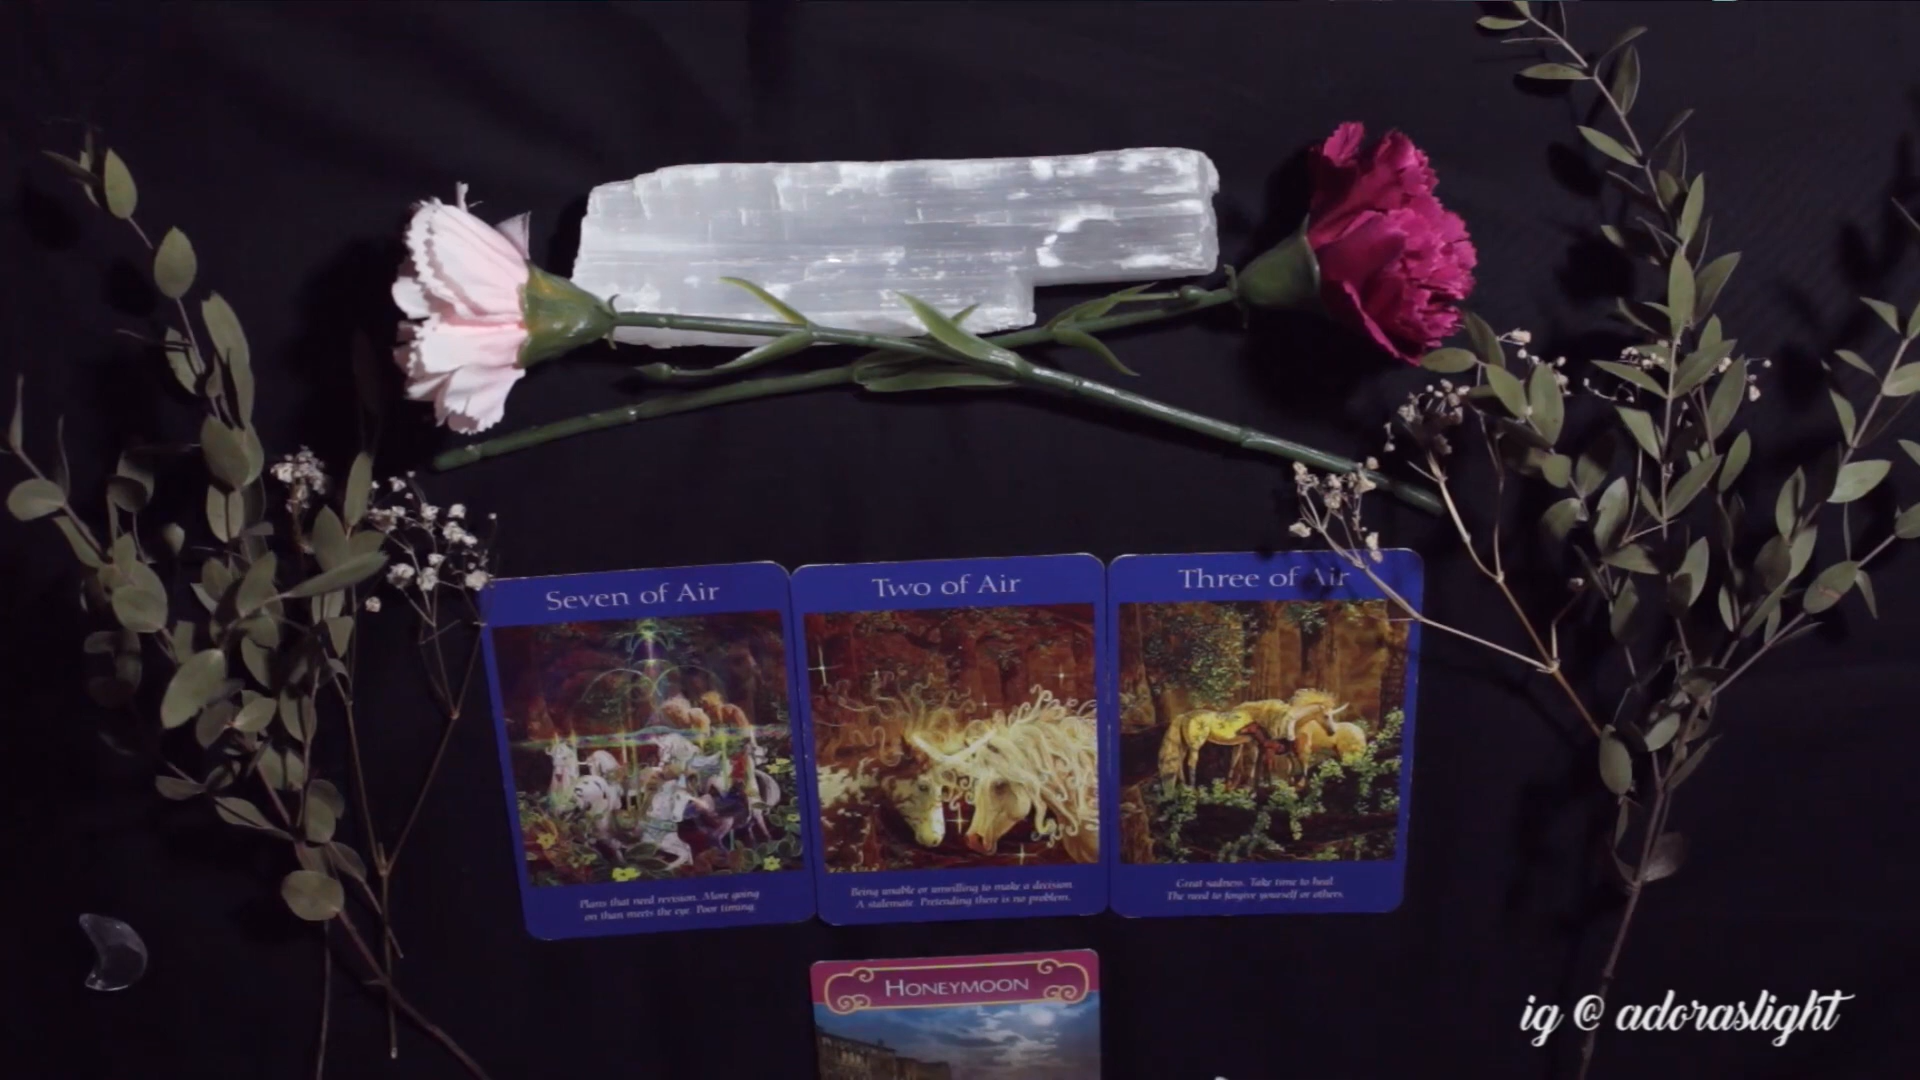 Seven of Air
Plans that need revision. More going
on than meets the eye. Poor timing.
Two of Air
Being unable or unwilling to make a decision.
A stalemate. Pretending there is no problem.
Three of Air
Great sadness. Take time to heal.
The need to forgive yourself or others.
HONEYMOON
ig @ adoraslight